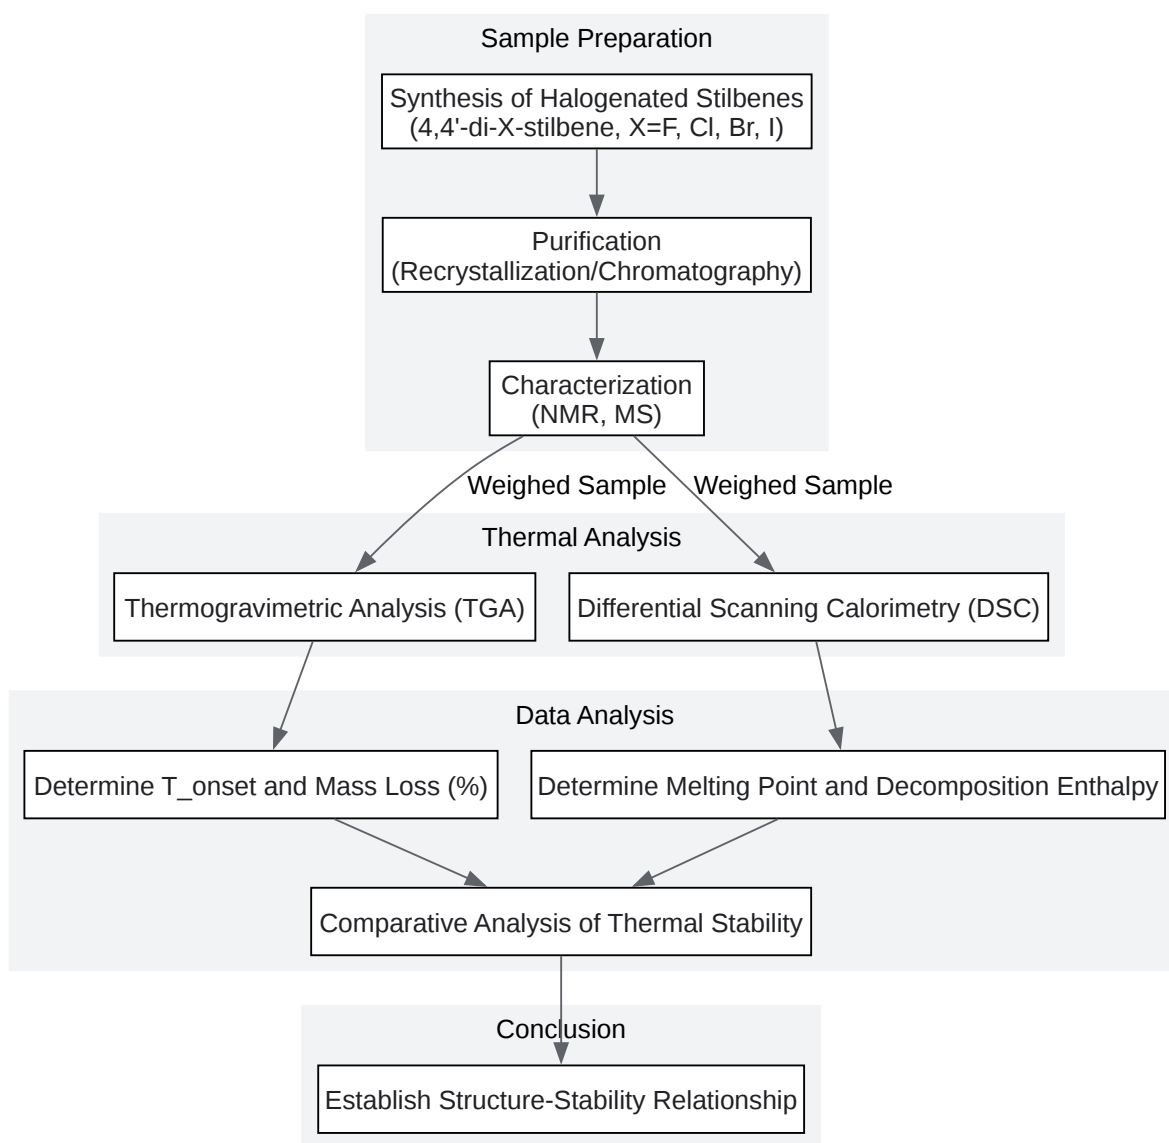 Sample Preparation
Synthesis of Halogenated Stilbenes
(4,4'-di-X-stilbene, X=F, Cl, Br, I)
Purification
(Recrystallization/Chromatography)
Characterization
(NMR, MS)
Weighed Sample
Weighed Sample
Thermal Analysis
Thermogravimetric Analysis (TGA)
Differential Scanning Calorimetry (DSC)
Data Analysis
Determine T_onset and Mass Loss (%)
Determine Melting Point and Decomposition Enthalpy
Comparative Analysis of Thermal Stability
Conclusion
Establish Structure-Stability Relationship